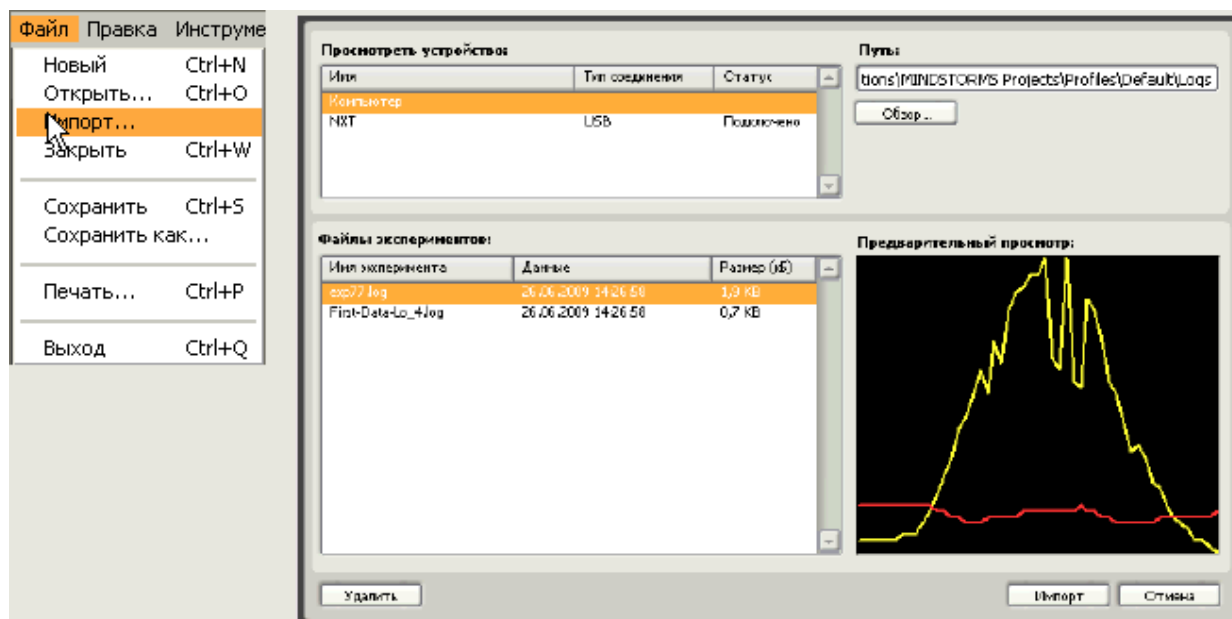 Файл Правка Инструме
Новый Ctrl+N
Открыть... Ctrl+O
Импорт...
Закрыть Ctrl+W
Сохранить Ctrl+S
Сохранить как...
Печать... Ctrl+P
Выход Ctrl+Q
Просмотреть устройство:
Имя Тип соединения Статус
Компьютер
NXT USB Подключено
Путь:
tions\MINDSTORMS Projects\Profiles\Default\Logs
Обзор...
Файлы экспериментов:
Имя эксперимента Данные Размер (кБ)
exp77.log 26.06.2009 14:26:58 1,9 KB
First-Data-Lo_4.log 26.06.2009 14:26:58 0,7 KB
Предварительный просмотр:
Удалить
Импорт Отмена